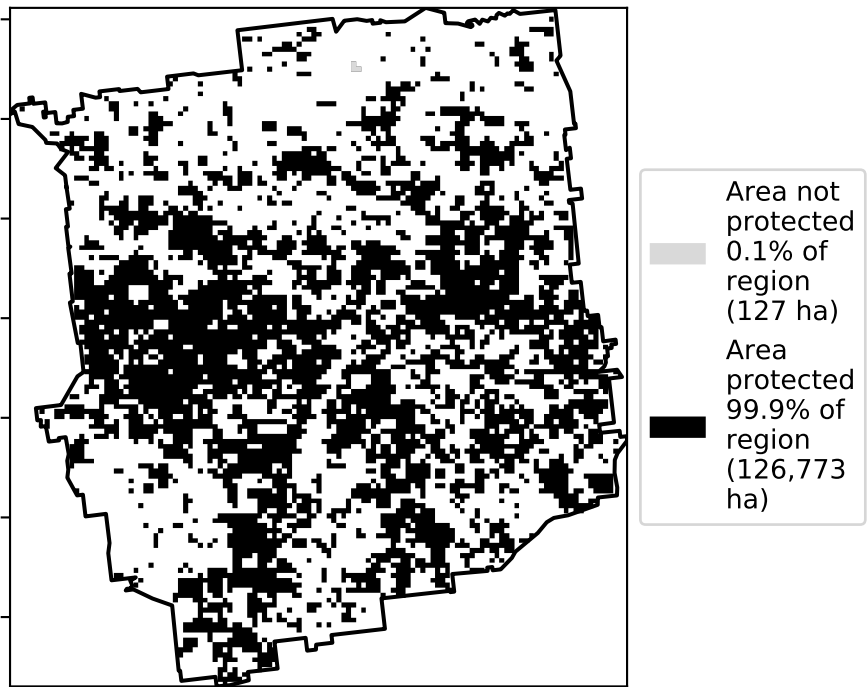 Area not
protected
0.1% of
region
(127 ha)
Area
protected
99.9% of
region
(126,773
ha)